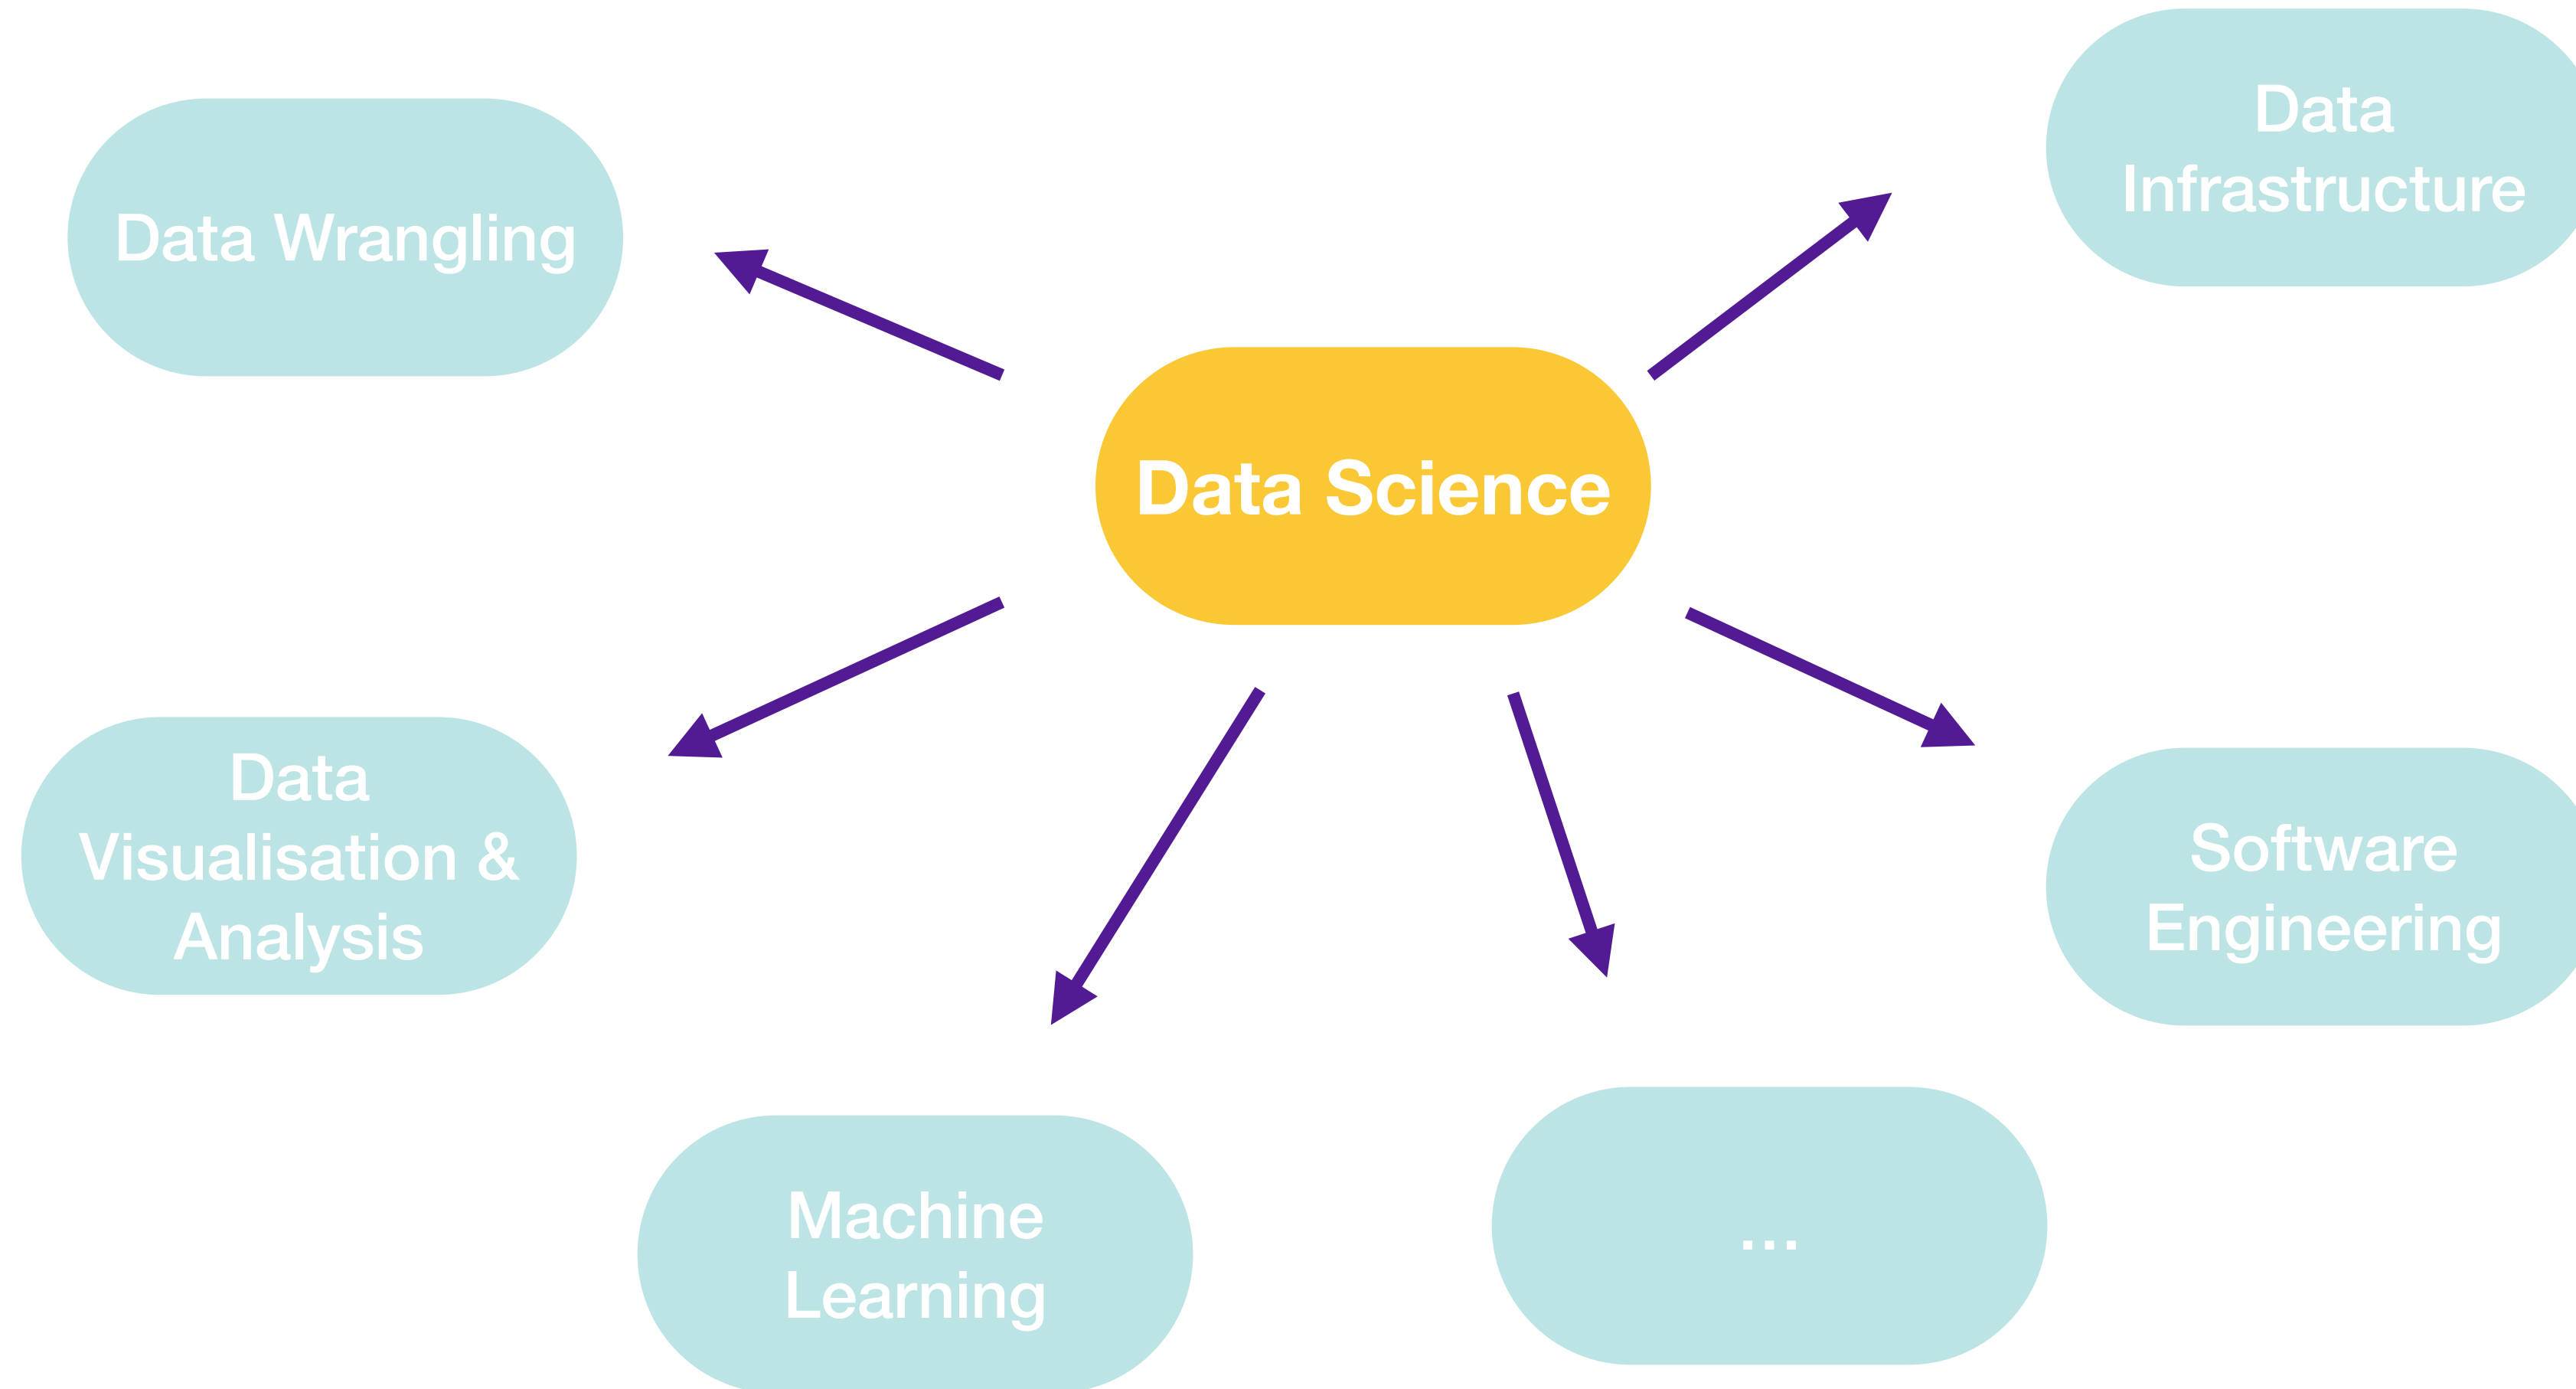 Data
Infrastructure
Data Wrangling
Data Science
Data
Visualisation &
Analysis
Software
Engineering
Machine
Learning
...